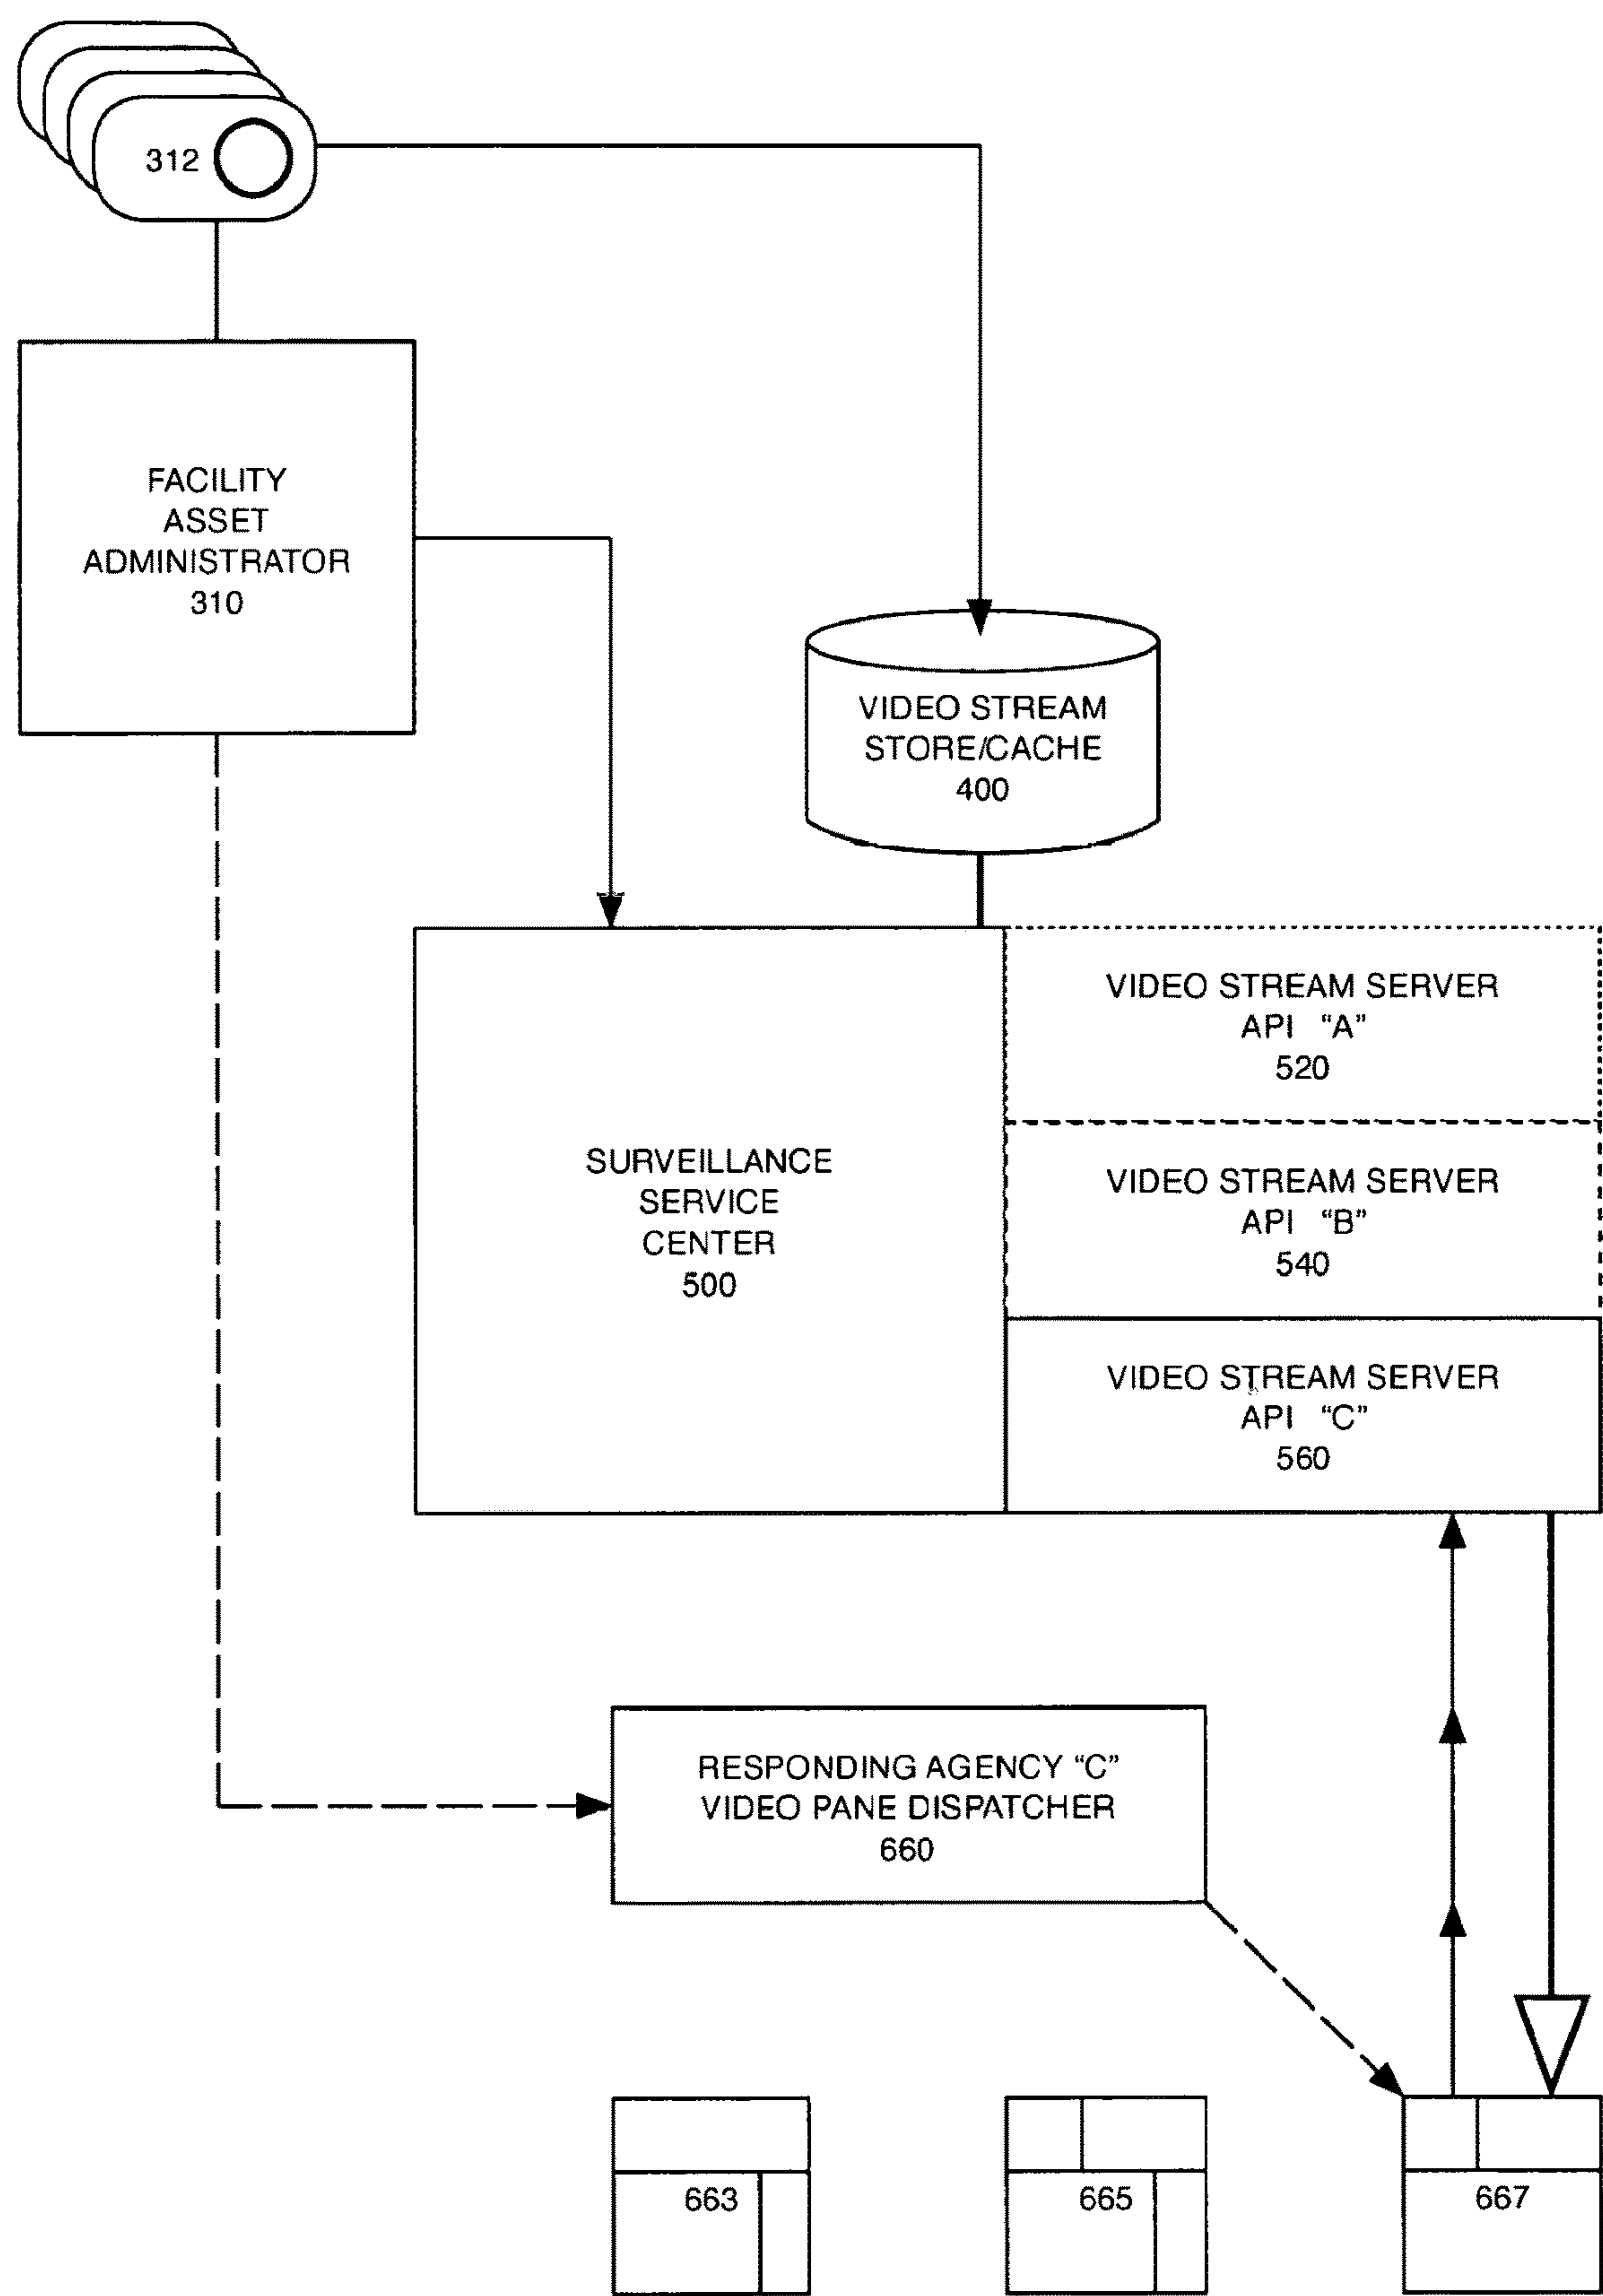 312
FACILITY
ASSET
ADMINISTRATOR
310
VIDEO STREAM
STORE/CACHE
400
SURVEILLANCE
SERVICE
CENTER
500
VIDEO STREAM SERVER
API “A”
520
VIDEO STREAM SERVER
API “B”
540
VIDEO STREAM SERVER
API “C”
560
RESPONDING AGENCY “C”
VIDEO PANE DISPATCHER
660
663
665
667